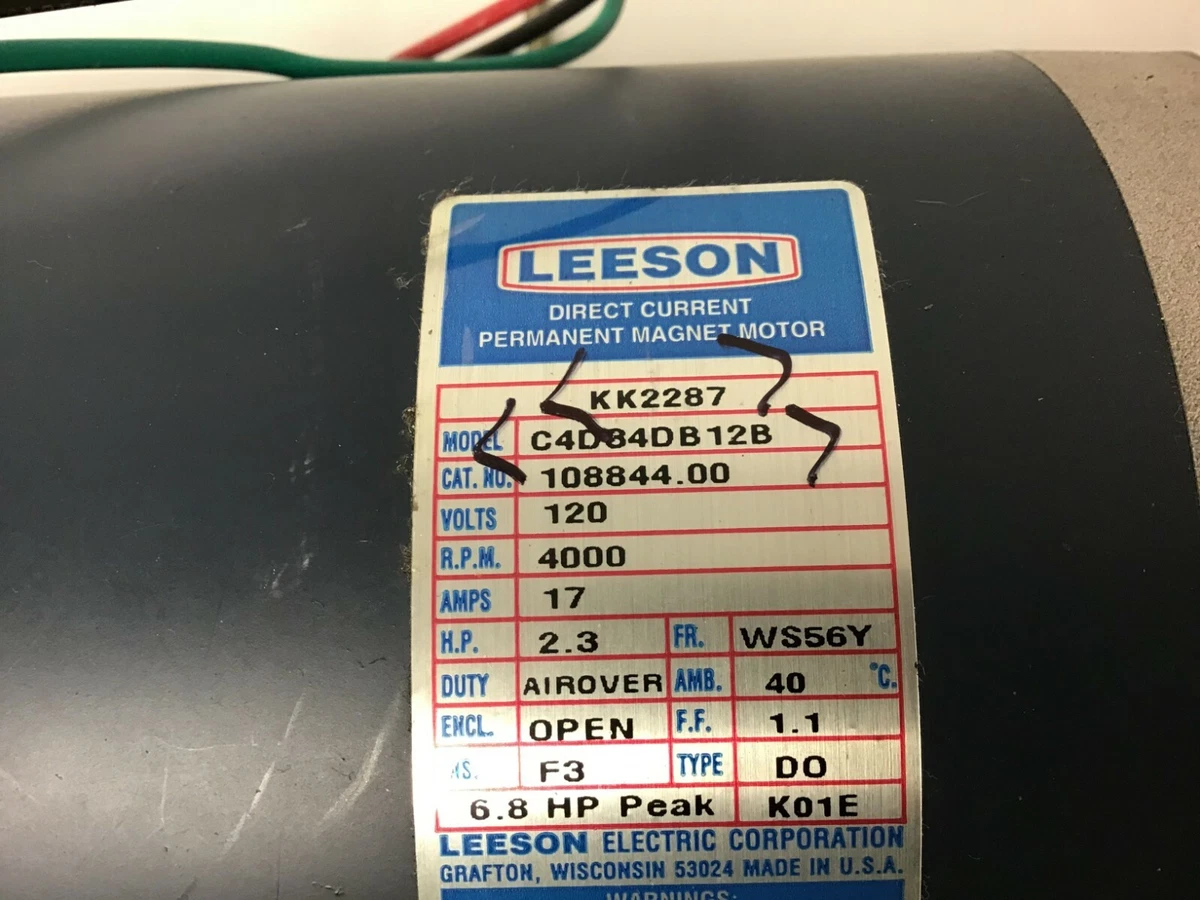 LEESON
DIRECT CURRENT
PERMANENT MAGNET MOTOR
KK2287
MODEL C4D34DB12B
CAT. NO. 108844.00
VOLTS 120
R.P.M. 4000
AMPS 17
H.P. 2.3 FR. WS56Y
DUTY AIROVER AMB. 40 °C.
ENCL. OPEN F.F. 1.1
F3 TYPE DO
6.8 HP Peak K01E
LEESON ELECTRIC CORPORATION
GRAFTON, WISCONSIN 53024 MADE IN U.S.A.
WARNINGS: